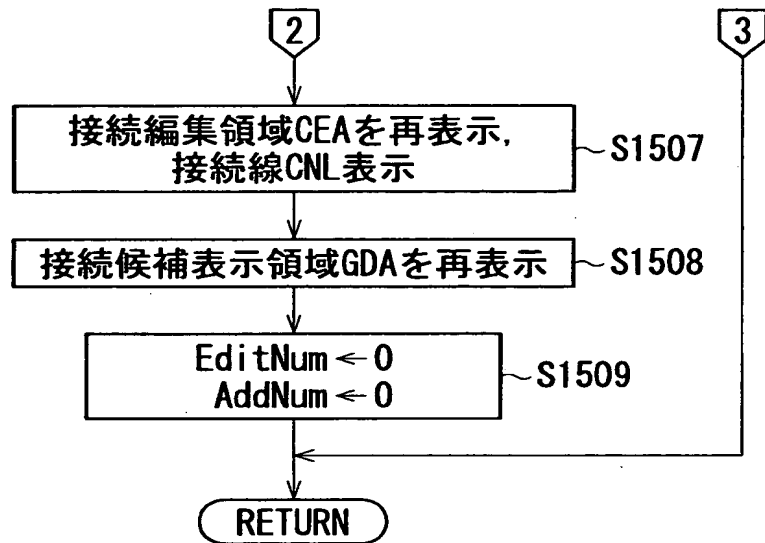 2
3
接続編集領域CEAを再表示,
接続線CNL表示
~S1507
接続候補表示領域GDAを再表示
~S1508
EditNum←0
AddNum←0
~S1509
RETURN